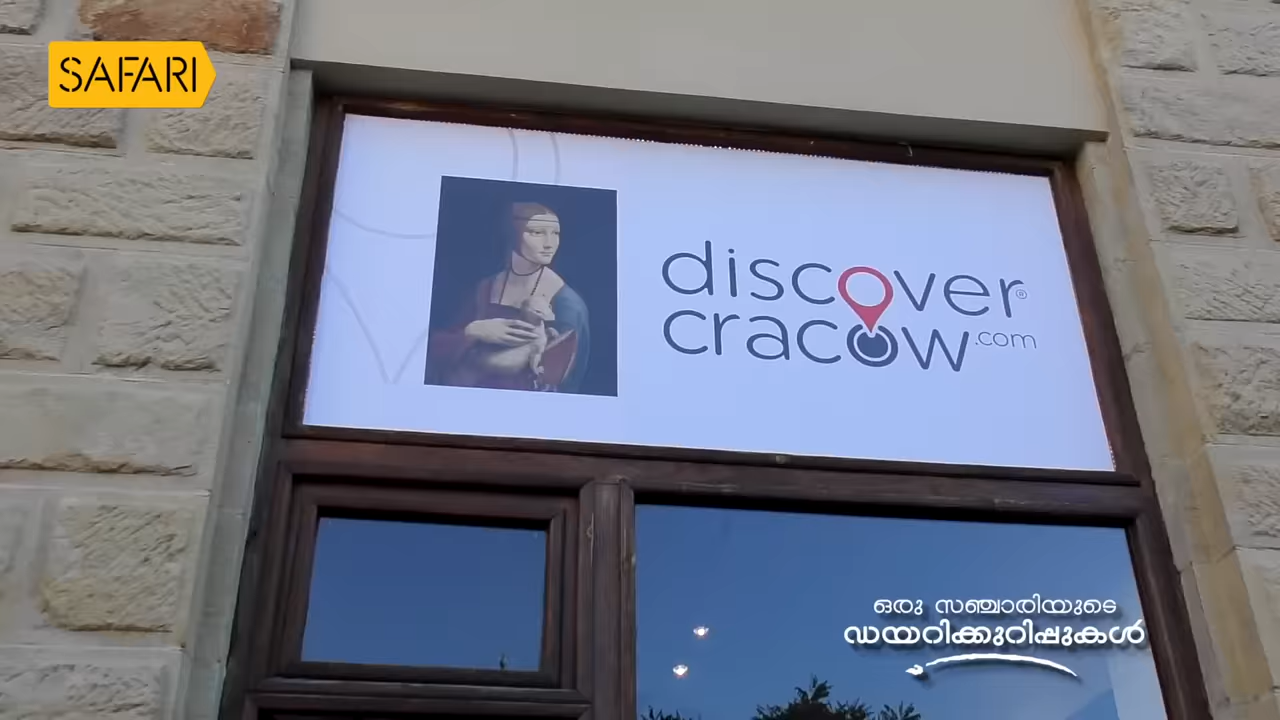 SAFARI
discover®
cracow.com
ഒരു സഞ്ചാരിയുടെ
ഡയറിക്കുറിപ്പുകൾ